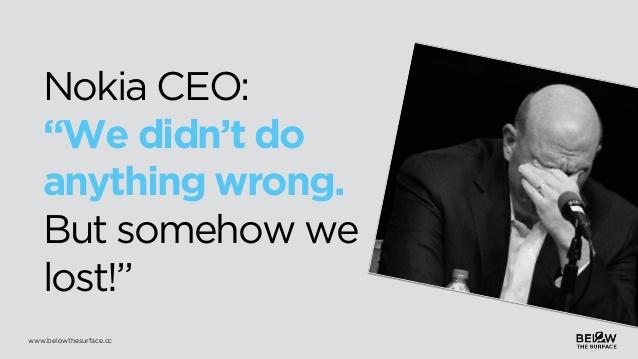 Nokia CEO:
“We didn’t do
anything wrong.
But somehow we
lost!”
www.belowthesurface.cc
BELOW
THE SURFACE